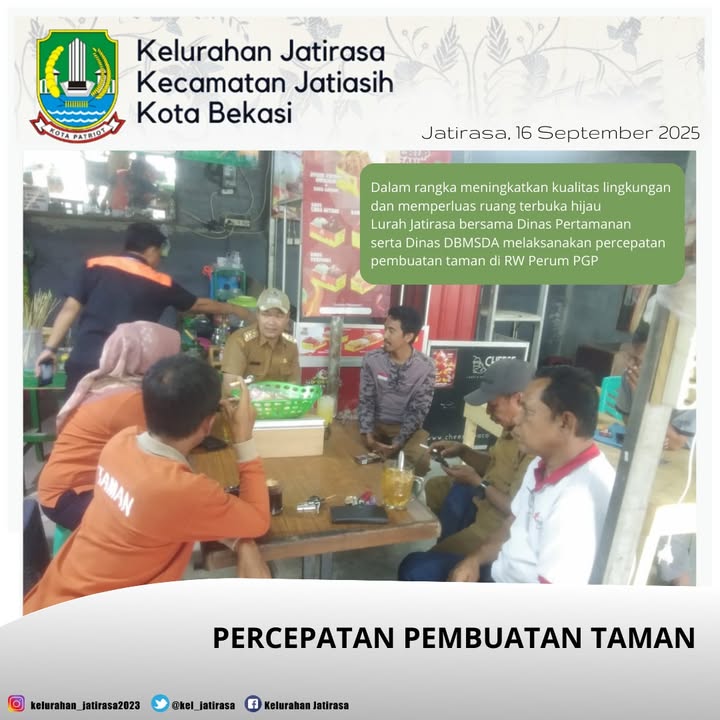 Kelurahan Jatirasa
Kecamatan Jatiasih
Kota Bekasi
KOTA PATRIOT
Jatirasa, 16 September 2025
Dalam rangka meningkatkan kualitas lingkungan
dan memperluas ruang terbuka hijau
Lurah Jatirasa bersama Dinas Pertamanan
serta Dinas DBMSDA melaksanakan percepatan
pembuatan taman di RW Perum PGP
TAMAN
PERCEPATAN PEMBUATAN TAMAN
kelurahan_jatirasa2023
@kel_jatirasa
Kelurahan Jatirasa